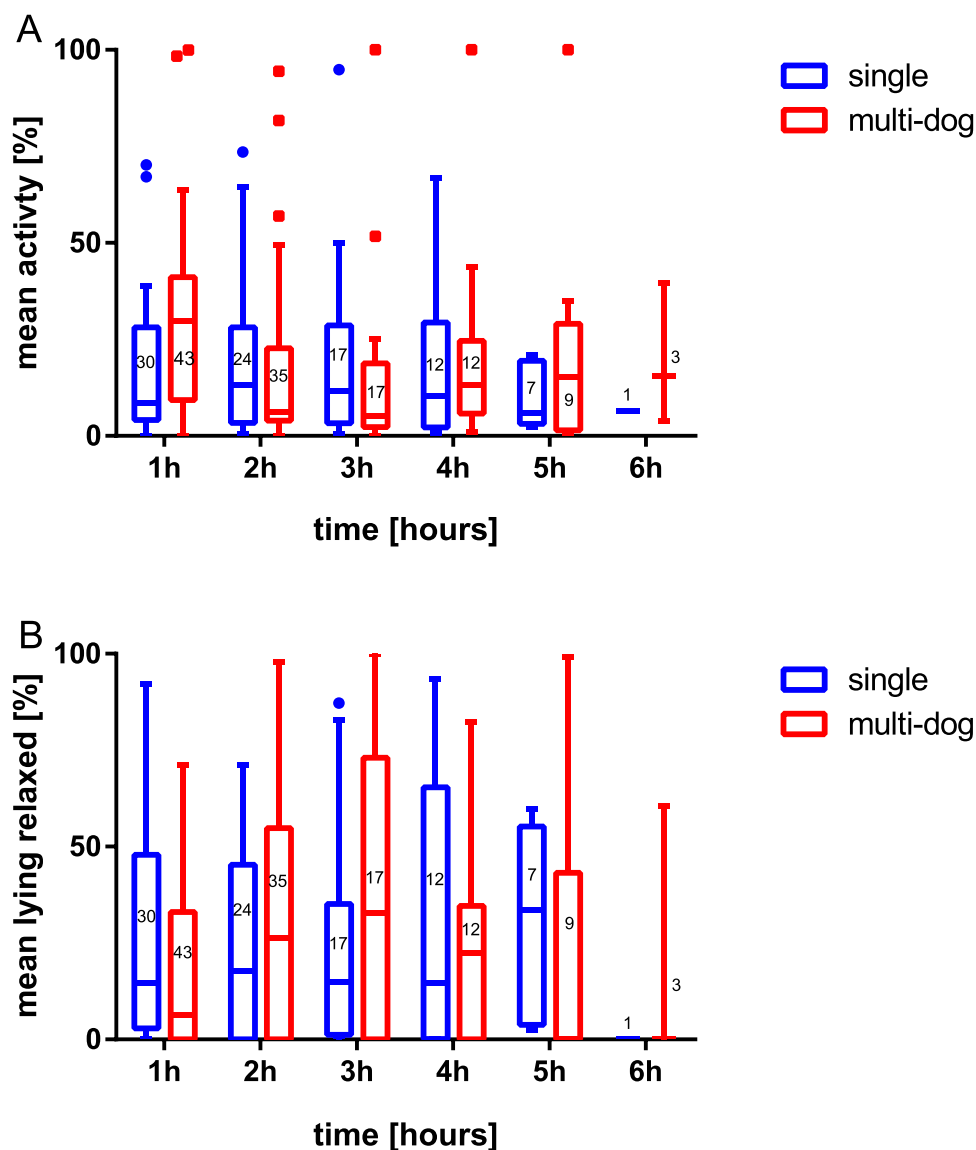 A
100
50
0
mean activty [%]
30
43
24
35
17
17
12
12
7
9
1
3
1h 2h 3h 4h 5h 6h
time [hours]
single
multi-dog
B
100
50
0
mean lying relaxed [%]
30
43
24
35
17
17
12
12
7
9
1
3
1h 2h 3h 4h 5h 6h
time [hours]
single
multi-dog